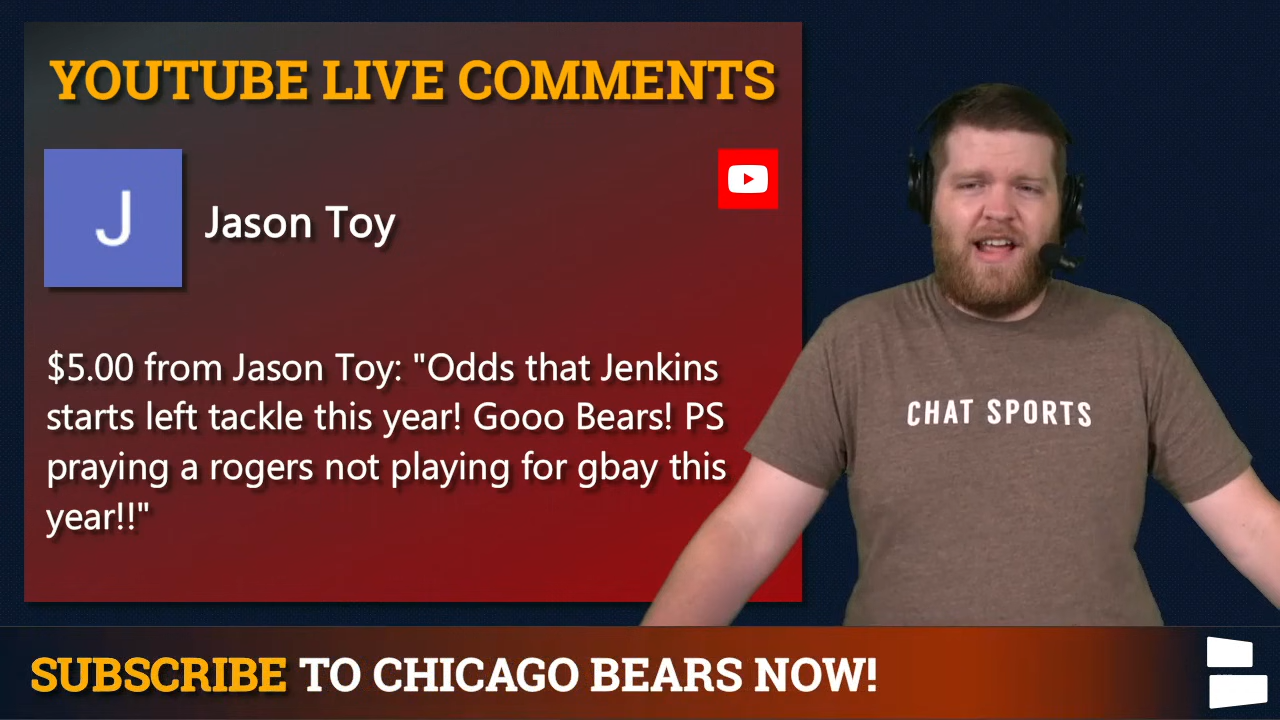 YOUTUBE LIVE COMMENTS
J
Jason Toy
$5.00 from Jason Toy: "Odds that Jenkins
starts left tackle this year! Gooo Bears! PS
praying a rogers not playing for gbay this
year!!"
CHAT SPORTS
SUBSCRIBE TO CHICAGO BEARS NOW!